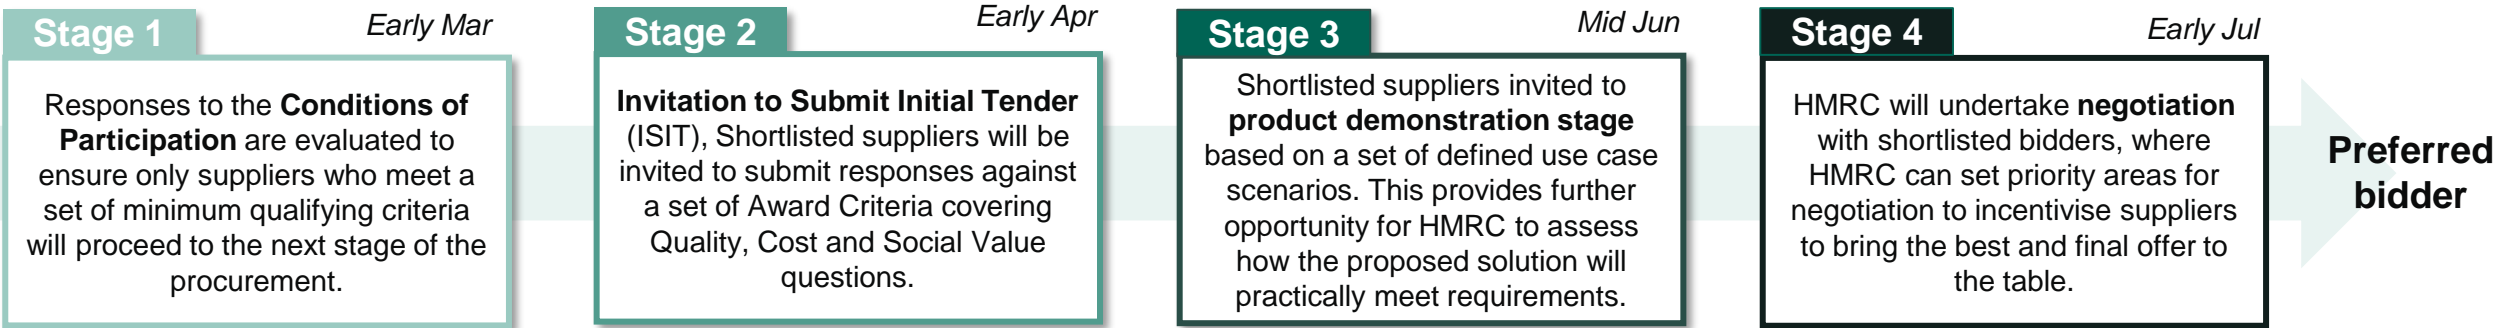 Stage 1
Early Mar
Responses to the Conditions of
Participation are evaluated to
ensure only suppliers who meet a
set of minimum qualifying criteria
will proceed to the next stage of the
procurement.
Stage 2
Early Apr
Invitation to Submit Initial Tender
(ISIT), Shortlisted suppliers will be
invited to submit responses against
a set of Award Criteria covering
Quality, Cost and Social Value
questions.
Stage 3
Mid Jun
Shortlisted suppliers invited to
product demonstration stage
based on a set of defined use case
scenarios. This provides further
opportunity for HMRC to assess
how the proposed solution will
practically meet requirements.
Stage 4
Early Jul
HMRC will undertake negotiation
with shortlisted bidders, where
HMRC can set priority areas for
negotiation to incentivise suppliers
to bring the best and final offer to
the table.
Preferred
bidder